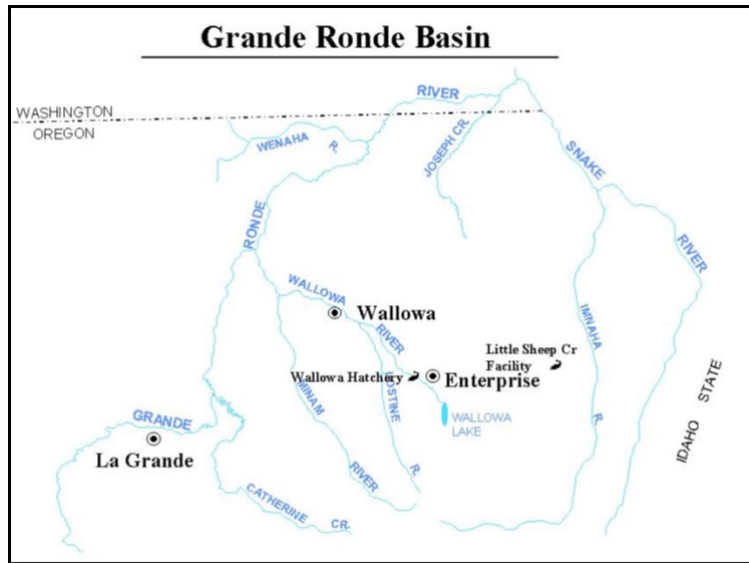 Grande Ronde Basin
WASHINGTON
OREGON
RIVER
WENAHA R.
JOSEPH CR.
SNAKE
RIVER
RONDE
WALLOWA
RIVER
Wallowa
IMNAHA
R.
Little Sheep Cr
Facility
Wallowa Hatchery
Enterprise
MINAM
RIVER
LOSTINE
R.
WALLOWA
LAKE
IDAHO STATE
GRANDE
La Grande
CATHERINE CR.